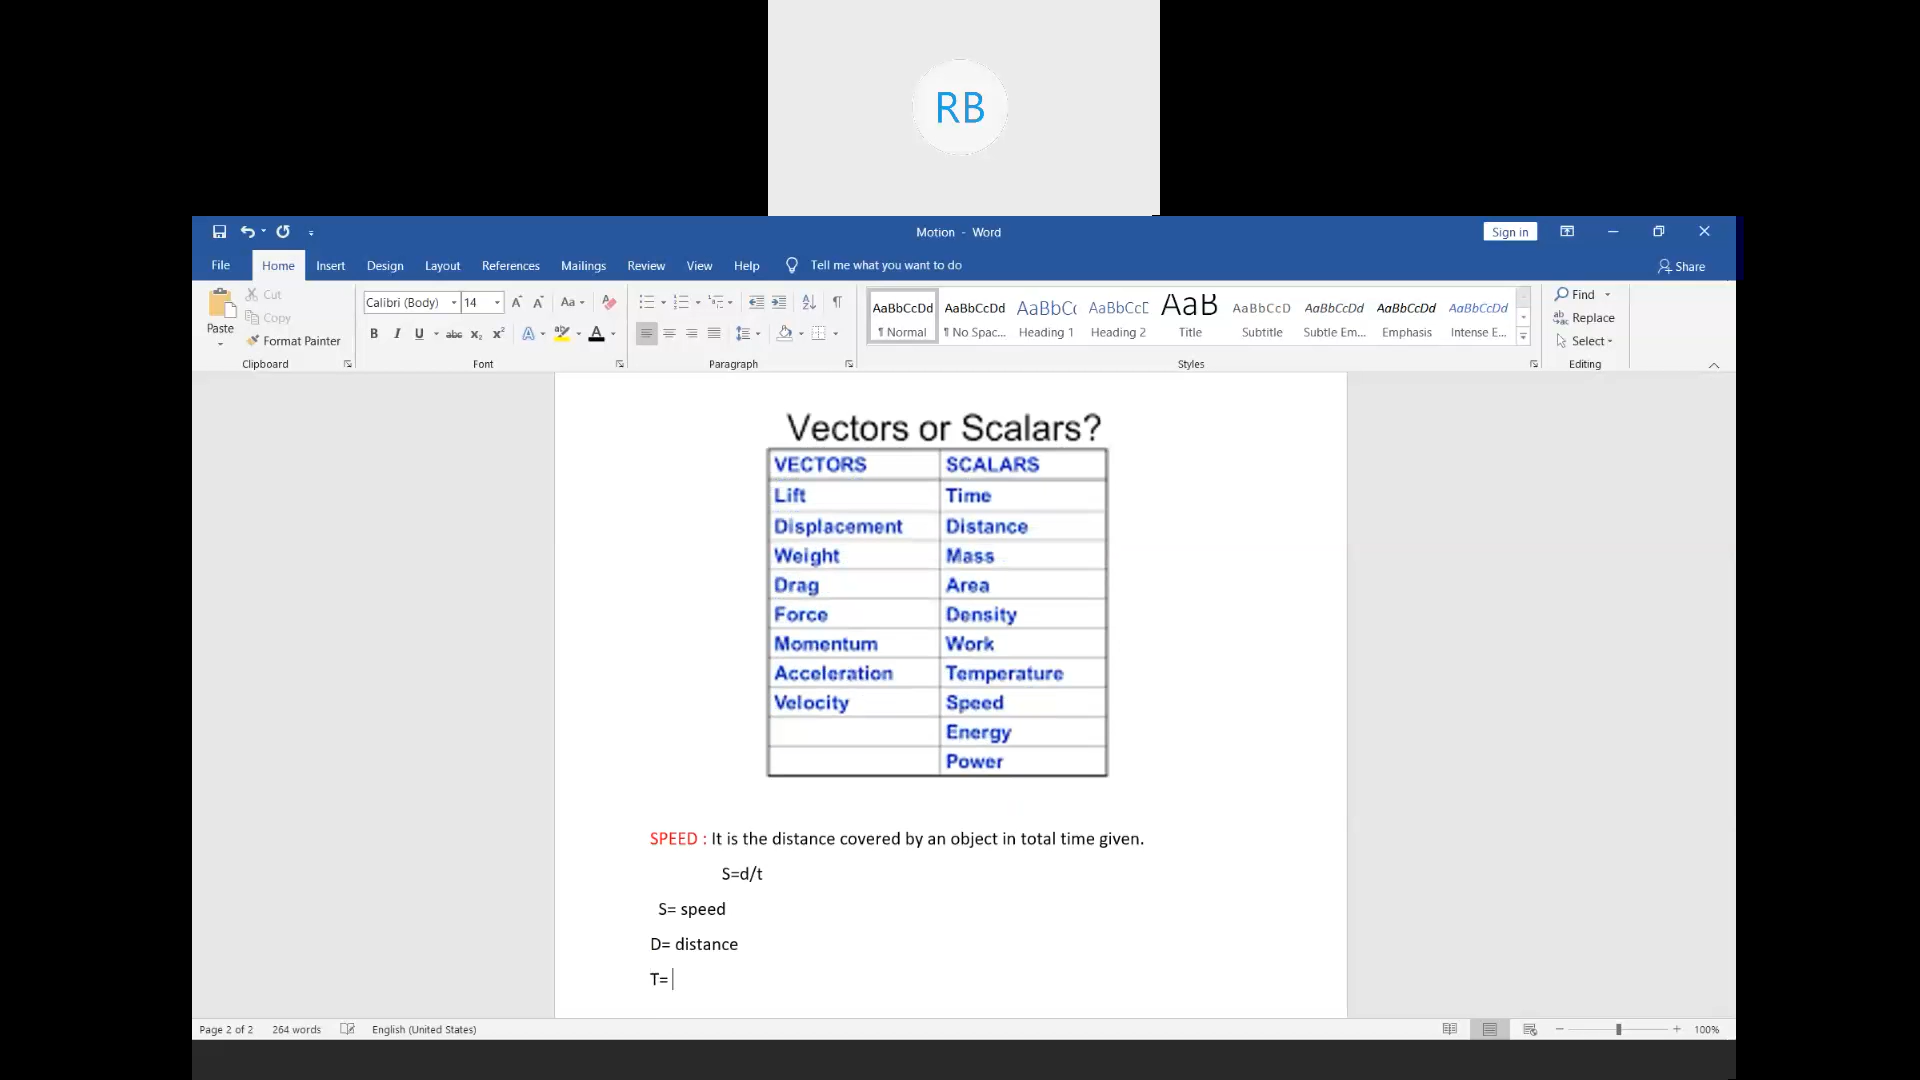 RB
Motion - Word
Sign in
File Home Insert Design Layout References Mailings Review View Help Tell me what you want to do Share
Paste
Cut
Copy
Format Painter
Clipboard
Calibri (Body) 14
Font
Paragraph
AaBbCcDd AaBbCcDd AaBbCc AaBbCcE AaB AaBbCcD AaBbCcDd AaBbCcDd AaBbCcDd
¶ Normal ¶ No Spac... Heading 1 Heading 2 Title Subtitle Subtle Em... Emphasis Intense E...
Styles
Find
Replace
Select
Editing
Vectors or Scalars?
VECTORS SCALARS
Lift Time
Displacement Distance
Weight Mass
Drag Area
Force Density
Momentum Work
Acceleration Temperature
Velocity Speed
Energy
Power
SPEED : It is the distance covered by an object in total time given.
S=d/t
S= speed
D= distance
T=
Page 2 of 2 264 words English (United States) 100%